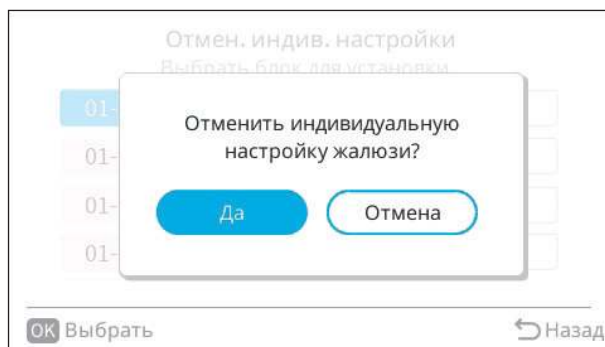 Отмен. индив. настройки
Выбрать блок для установки
01-
Отменить индивидуальную
настройку жалюзи?
01-
01-
Да
Отмена
01-
OK Выбрать
Назад